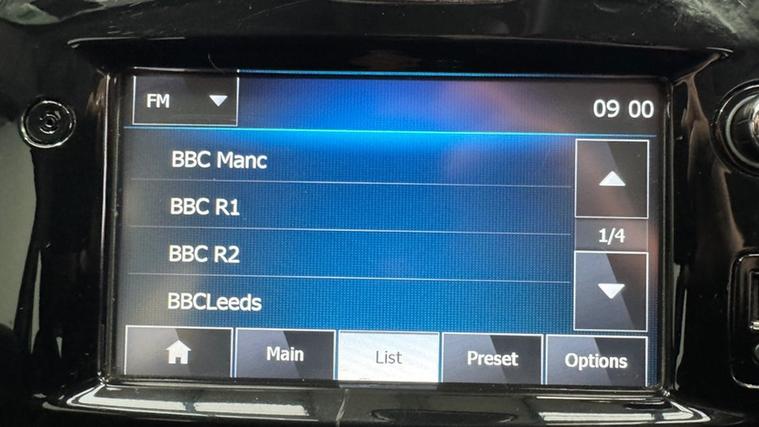 FM
09 00
BBC Manc
BBC R1
1/4
BBC R2
BBCLeeds
Main
List
Preset
Options